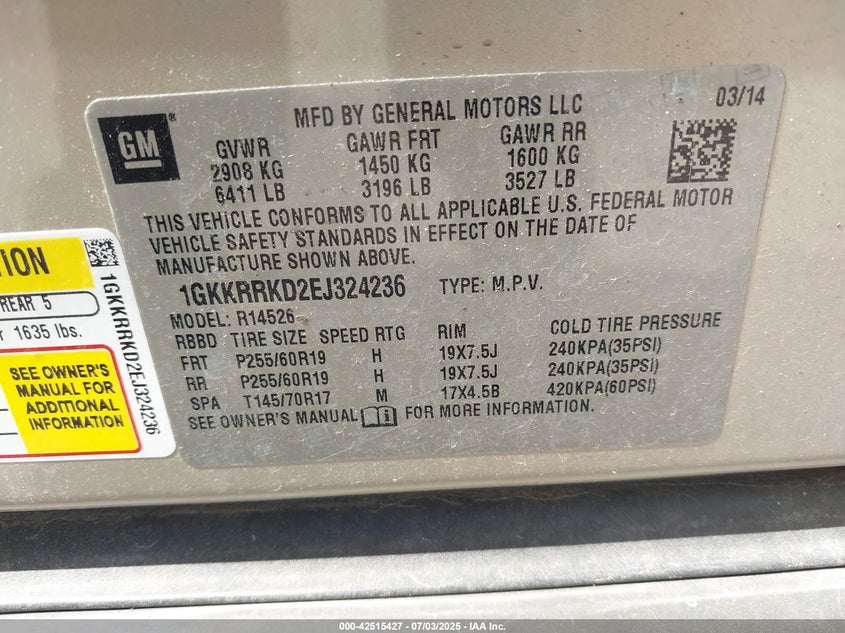 MFD BY GENERAL MOTORS LLC 03/14
GM
GVWR GAWR FRT GAWR RR
2908 KG 1450 KG 1600 KG
6411 LB 3196 LB 3527 LB
THIS VEHICLE CONFORMS TO ALL APPLICABLE U.S. FEDERAL MOTOR
VEHICLE SAFETY STANDARDS IN EFFECT ON THE DATE OF
MANUFACTURE SHOWN ABOVE.
1GKKRRKD2EJ324236 TYPE: M.P.V.
MODEL: R14526
RBBD TIRE SIZE SPEED RTG RIM COLD TIRE PRESSURE
FRT P255/60R19 H 19X7.5J 240KPA(35PSI)
RR P255/60R19 H 19X7.5J 240KPA(35PSI)
SPA T145/70R17 M 17X4.5B 420KPA(60PSI)
SEE OWNER'S MANUAL FOR MORE INFORMATION.
REAR 5
1635 lbs.
SEE OWNER'S
MANUAL FOR
ADDITIONAL
INFORMATION
1GKKRRKD2EJ324236
000-42515427 - 07/03/2025 - IAA Inc.